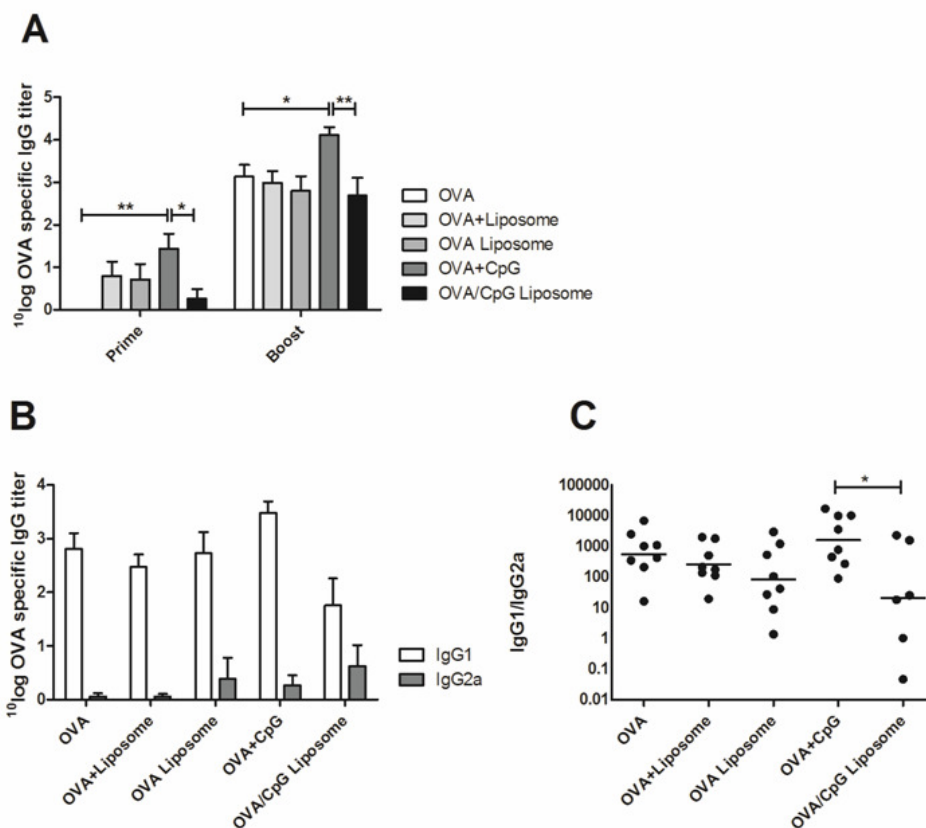 A
¹⁰log OVA specific IgG titer
5
4
3
2
1
0
** *
* **
Prime
Boost
OVA
OVA+Liposome
OVA Liposome
OVA+CpG
OVA/CpG Liposome
B
¹⁰log OVA specific IgG titer
4
3
2
1
0
OVA
OVA+Liposome
OVA Liposome
OVA+CpG
OVA/CpG Liposome
IgG1
IgG2a
C
IgG1/IgG2a
100000
10000
1000
100
10
1
0.1
0.01
*
OVA
OVA+Liposome
OVA Liposome
OVA+CpG
OVA/CpG Liposome